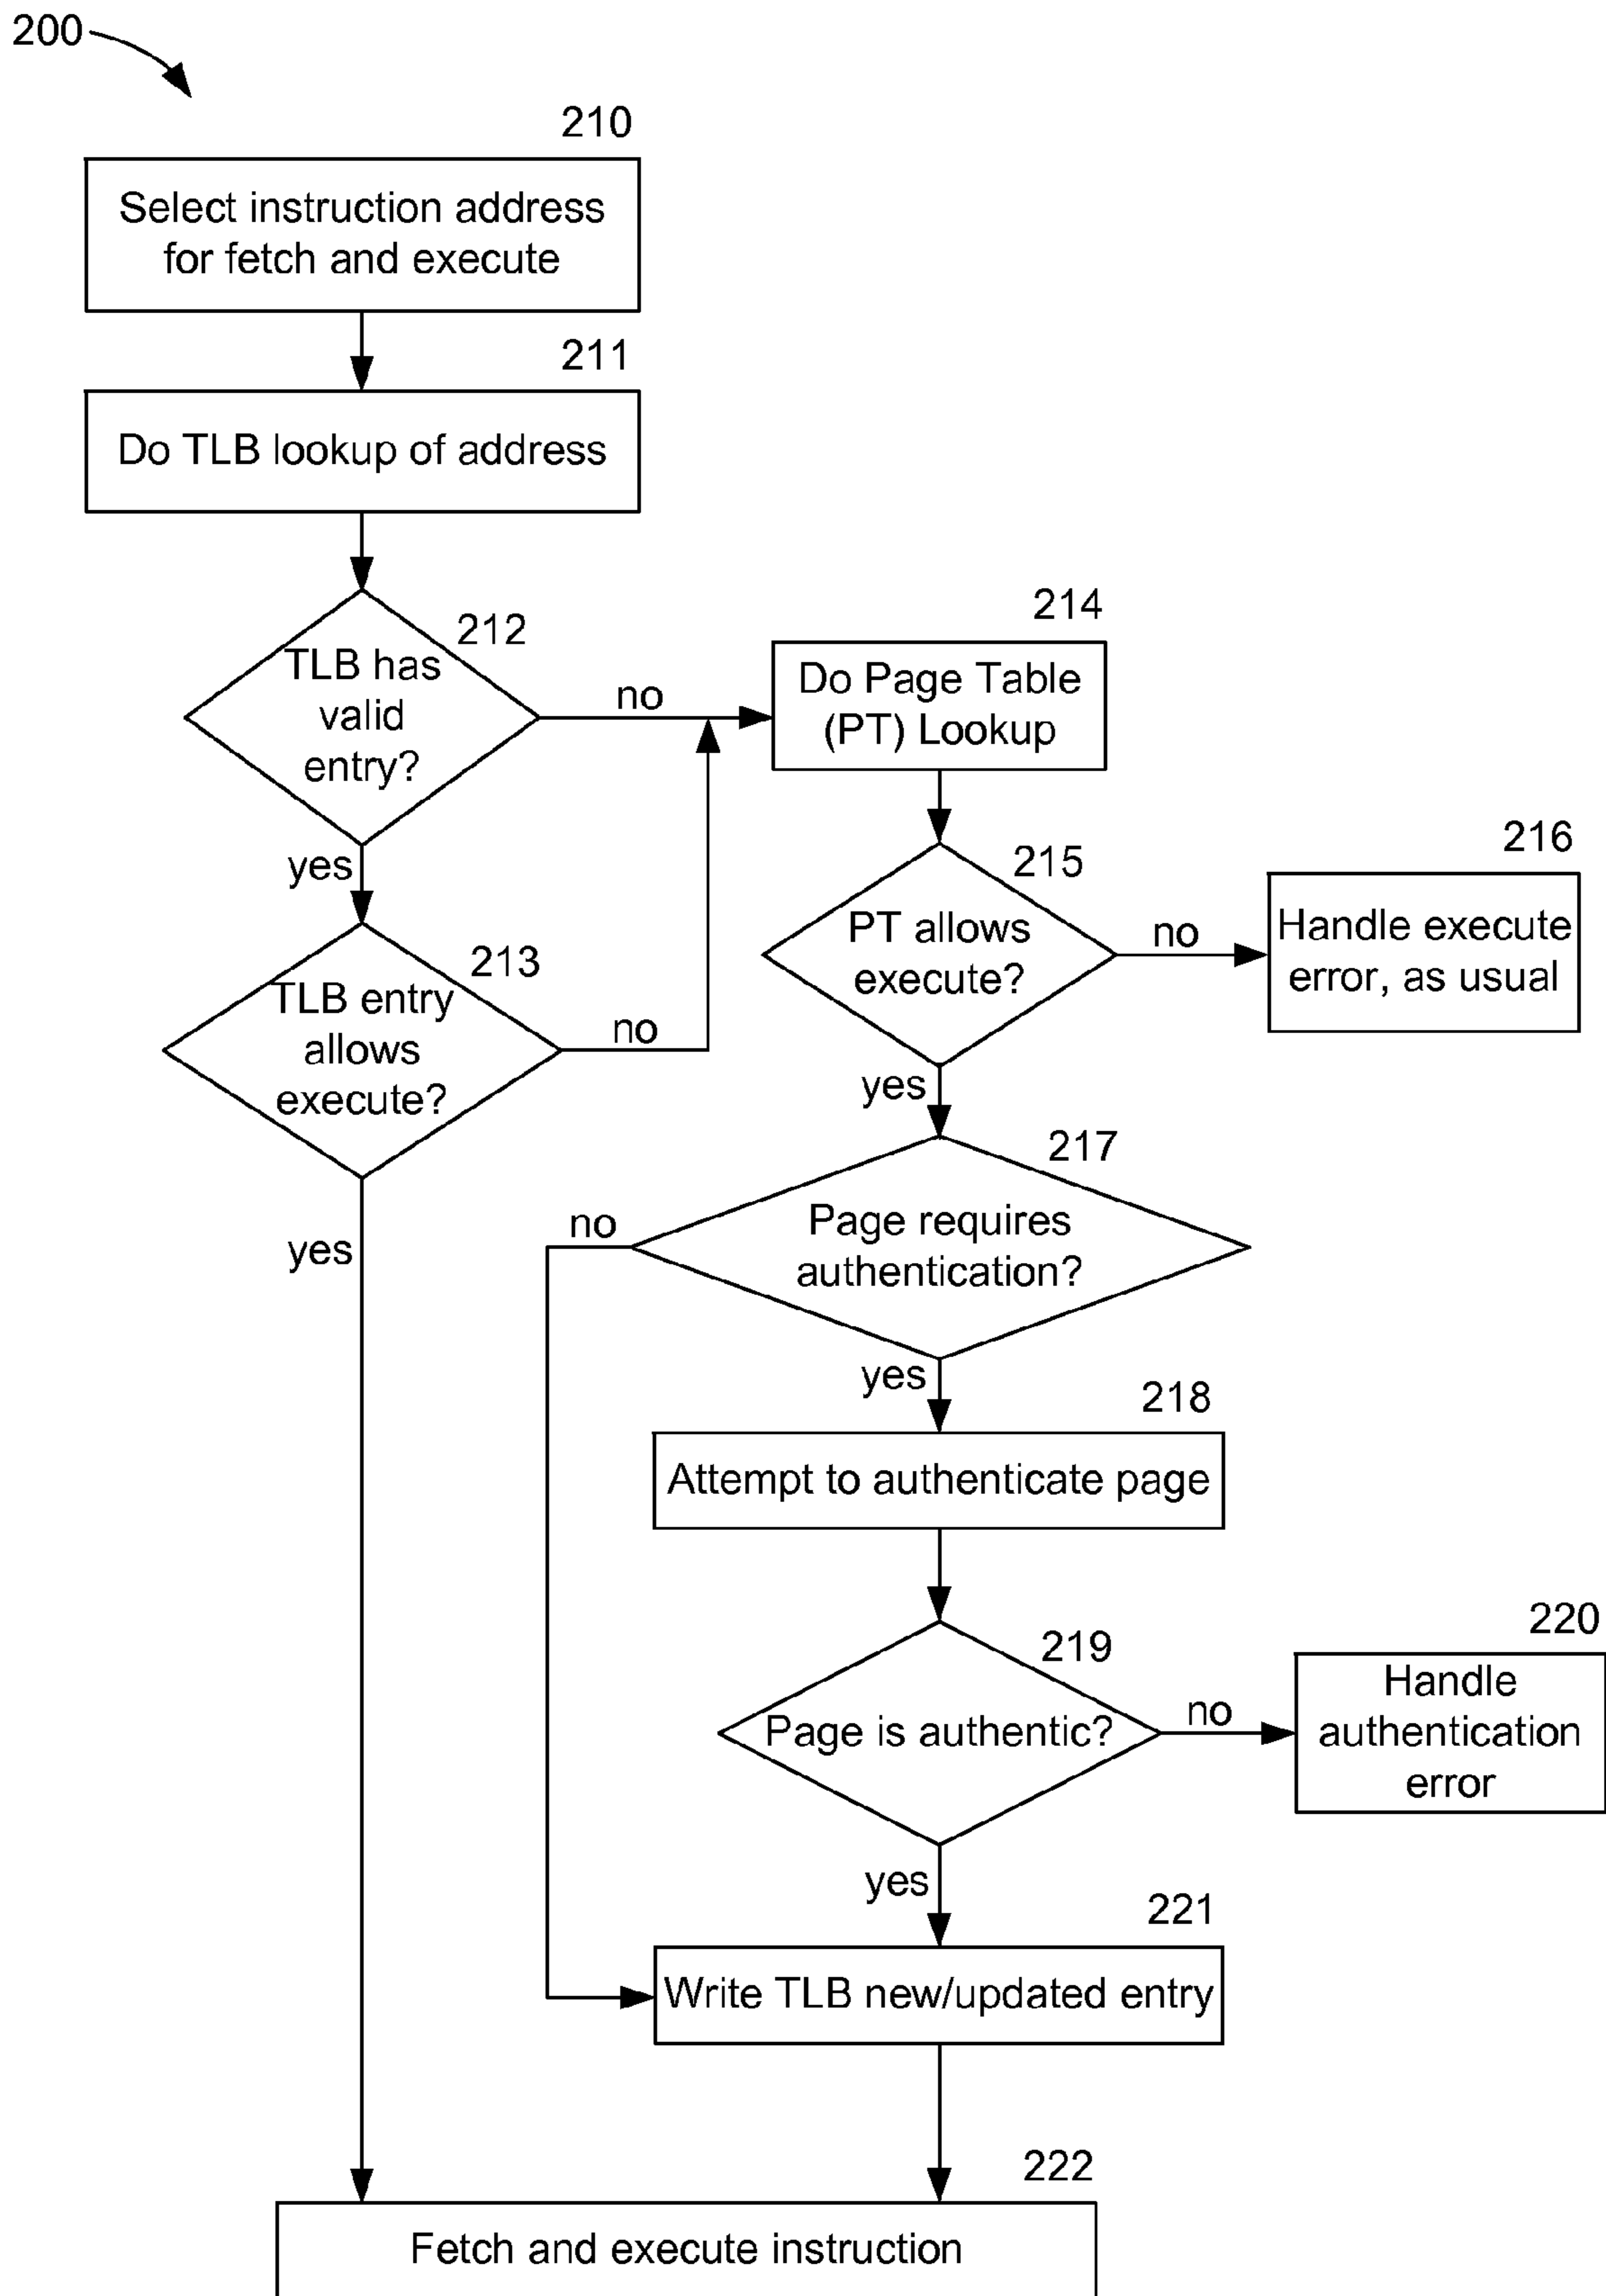 200
210
Select instruction address
for fetch and execute
211
Do TLB lookup of address
212
TLB has
valid
entry?
no
yes
213
TLB entry
allows
execute?
no
yes
214
Do Page Table
(PT) Lookup
215
PT allows
execute?
no
yes
216
Handle execute
error, as usual
217
Page requires
authentication?
no
yes
218
Attempt to authenticate page
219
Page is authentic?
no
yes
220
Handle
authentication
error
221
Write TLB new/updated entry
222
Fetch and execute instruction